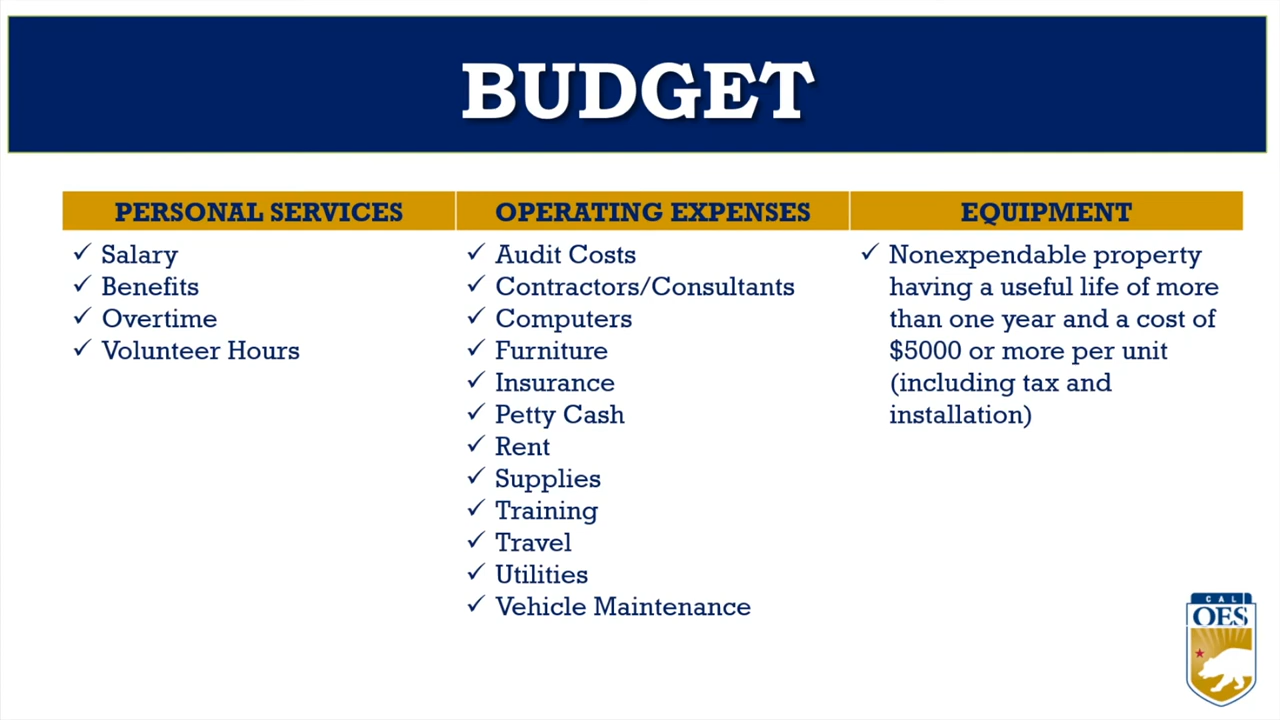 BUDGET
PERSONAL SERVICES
Salary
Benefits
Overtime
Volunteer Hours
OPERATING EXPENSES
Audit Costs
Contractors/Consultants
Computers
Furniture
Insurance
Petty Cash
Rent
Supplies
Training
Travel
Utilities
Vehicle Maintenance
EQUIPMENT
Nonexpendable property
having a useful life of more
than one year and a cost of
$5000 or more per unit
(including tax and
installation)
CAL
OES